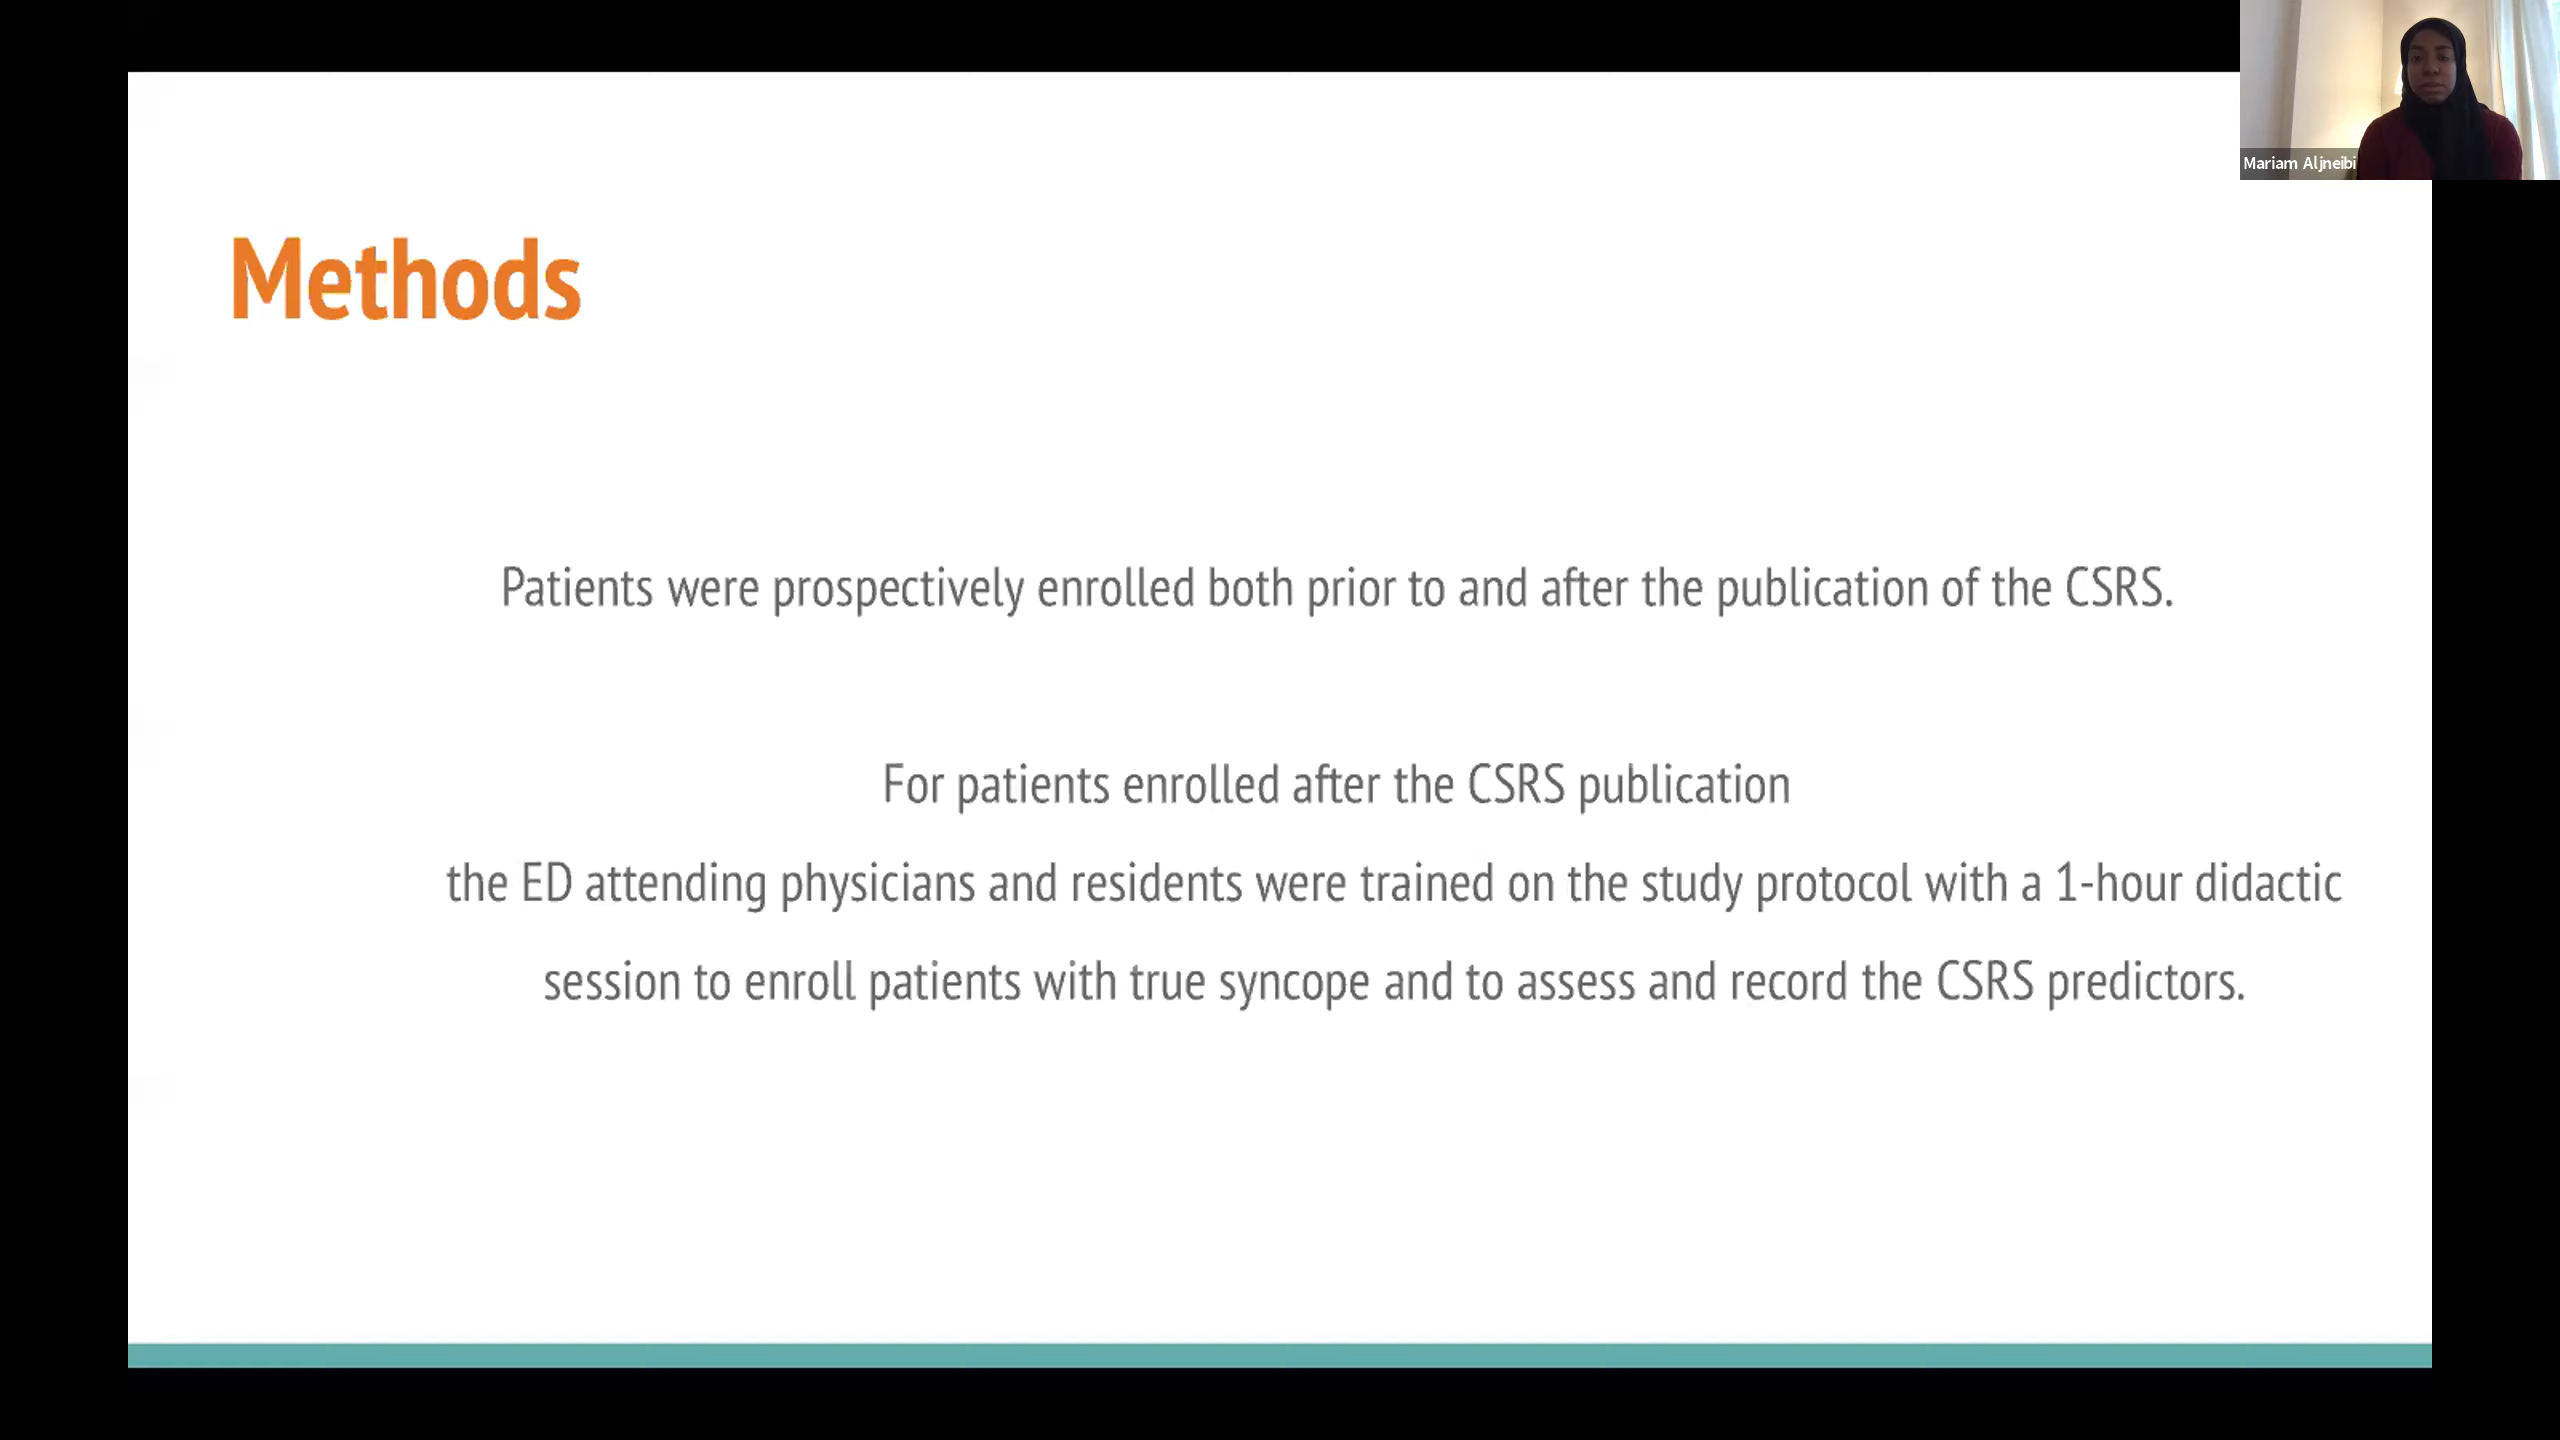 Mariam Aljneibi
Methods
Patients were prospectively enrolled both prior to and after the publication of the CSRS.
For patients enrolled after the CSRS publication
the ED attending physicians and residents were trained on the study protocol with a 1-hour didactic
session to enroll patients with true syncope and to assess and record the CSRS predictors.